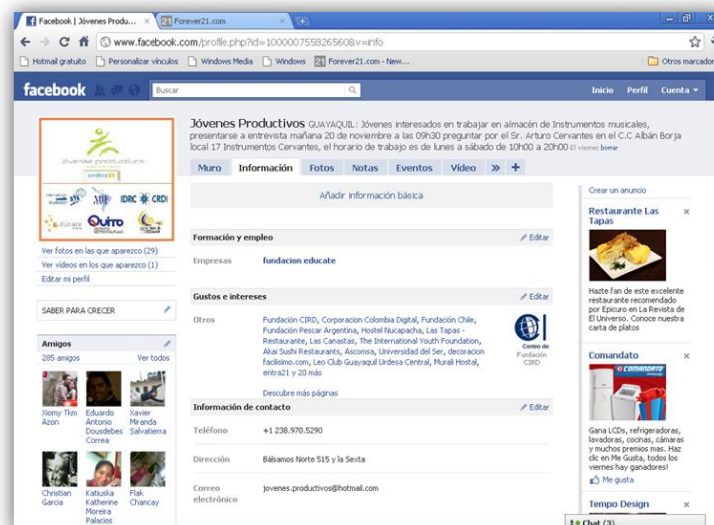 Facebook | Jóvenes Produ... ×
Forever21.com ×
www.facebook.com/profile.php?id=100000755826560&v=info
Hotmail gratuito Personalizar vínculos Windows Media Windows Forever21.com - New... Otros marcador
facebook Buscar Inicio Perfil Cuenta
Jóvenes Productivos GUAYAQUIL: Jóvenes interesados en trabajar en almacén de Instrumentos musicales,
presentarse a entrevista mañana 20 de noviembre a las 09h30 preguntar por el Sr. Arturo Cervantes en el C.C Albán Borja
local 17 Instrumentos Cervantes, el horario de trabajo es de lunes a sábado de 10h00 a 20h00 El viernes borrar
Muro Información Fotos Notas Eventos Vídeo » +
jóvenes productivos
entra21
MIF IDRC CRDI
edúcate Quito
Ver fotos en las que aparezco (29)
Ver vídeos en los que aparezco (1)
Editar mi perfil
SABER PARA CRECER
Amigos
285 amigos Ver todos
Xiomy Tkm Azon
Eduardo Antonio Dousdebes Correa
Xavier Miranda Salvatierra
Christian Garcia
Katiuska Katherine Moreira Palacios
Flak Chancay
Añadir información básica
Formación y empleo Editar
Empresas fundacion educate
Gustos e intereses Editar
Otros Fundación CIRD, Corporacion Colombia Digital, Fundación Chile,
Fundación Pescar Argentina, Hostel Nucapacha, Las Tapas -
Restaurante, Las Canastas, The International Youth Foundation,
Akai Sushi Restaurants, Ascomsa, Universidad del Ser, decoracion
facilisimo.com, Leo Club Guayaquil Urdesa Central, Murali Hostal,
entra21 y 20 más
Descubre más páginas
Centro de
Fundación
CIRD
Información de contacto Editar
Teléfono +1 238.970.5290
Dirección Bálsamos Norte 515 y la Sexta
Correo
electrónico jovenes.productivos@hotmail.com
Crear un anuncio
Restaurante Las
Tapas ×
Hazte fan de este excelente
restaurante recomendado
por Epicuro en La Revista de
El Universo. Conoce nuestra
carta de platos
Comandato ×
COMANDATO
Gana LCDs, refrigeradoras,
lavadoras, cocinas, cámaras
y muchos premios mas. Haz
clic en Me Gusta, todos los
viernes hay ganadores!
Me gusta
Tempo Design ×
Chat (3)